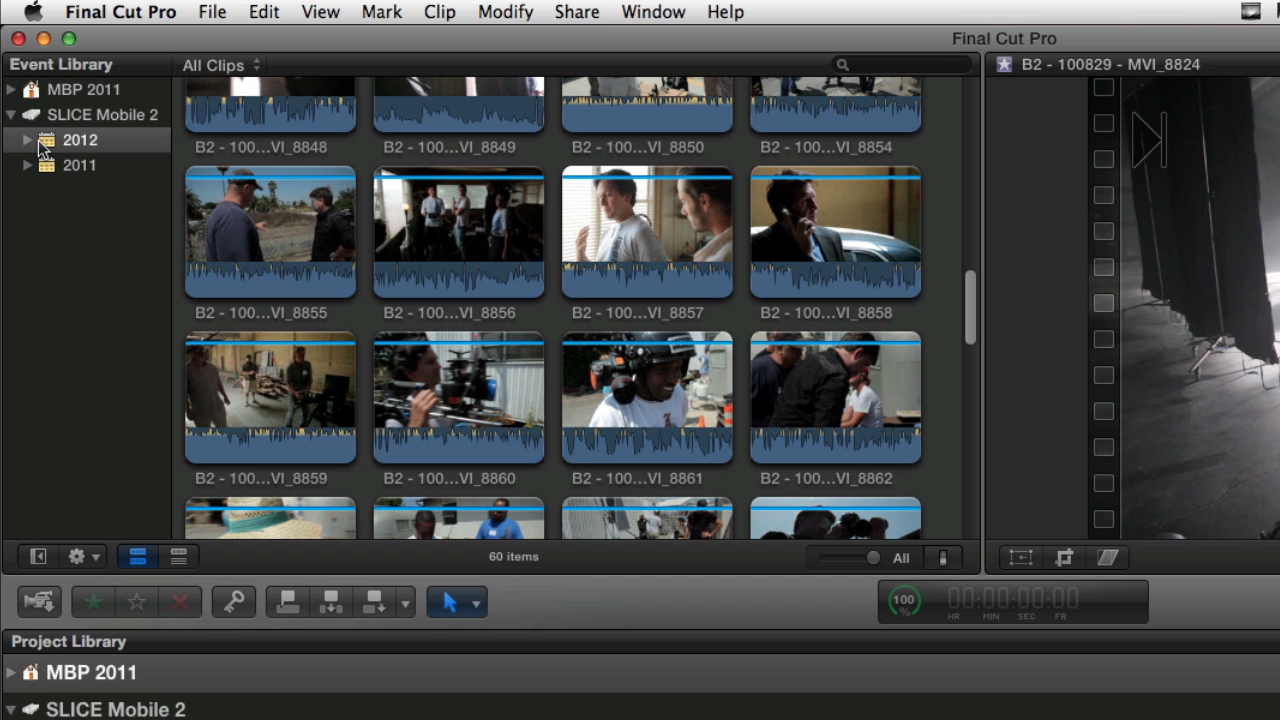 Final Cut Pro File Edit View Mark Clip Modify Share Window Help
Final Cut Pro
Event Library
All Clips
B2 - 100829 - MVI_8824
MBP 2011
SLICE Mobile 2
2012
2011
B2 - 100...VI_8848
B2 - 100...VI_8849
B2 - 100...VI_8850
B2 - 100...VI_8854
B2 - 100...VI_8855
B2 - 100...VI_8856
B2 - 100...VI_8857
B2 - 100...VI_8858
B2 - 100...VI_8859
B2 - 100...VI_8860
B2 - 100...VI_8861
B2 - 100...VI_8862
60 items
All
100
%
00:00:00:00
HR MIN SEC FR
Project Library
MBP 2011
SLICE Mobile 2